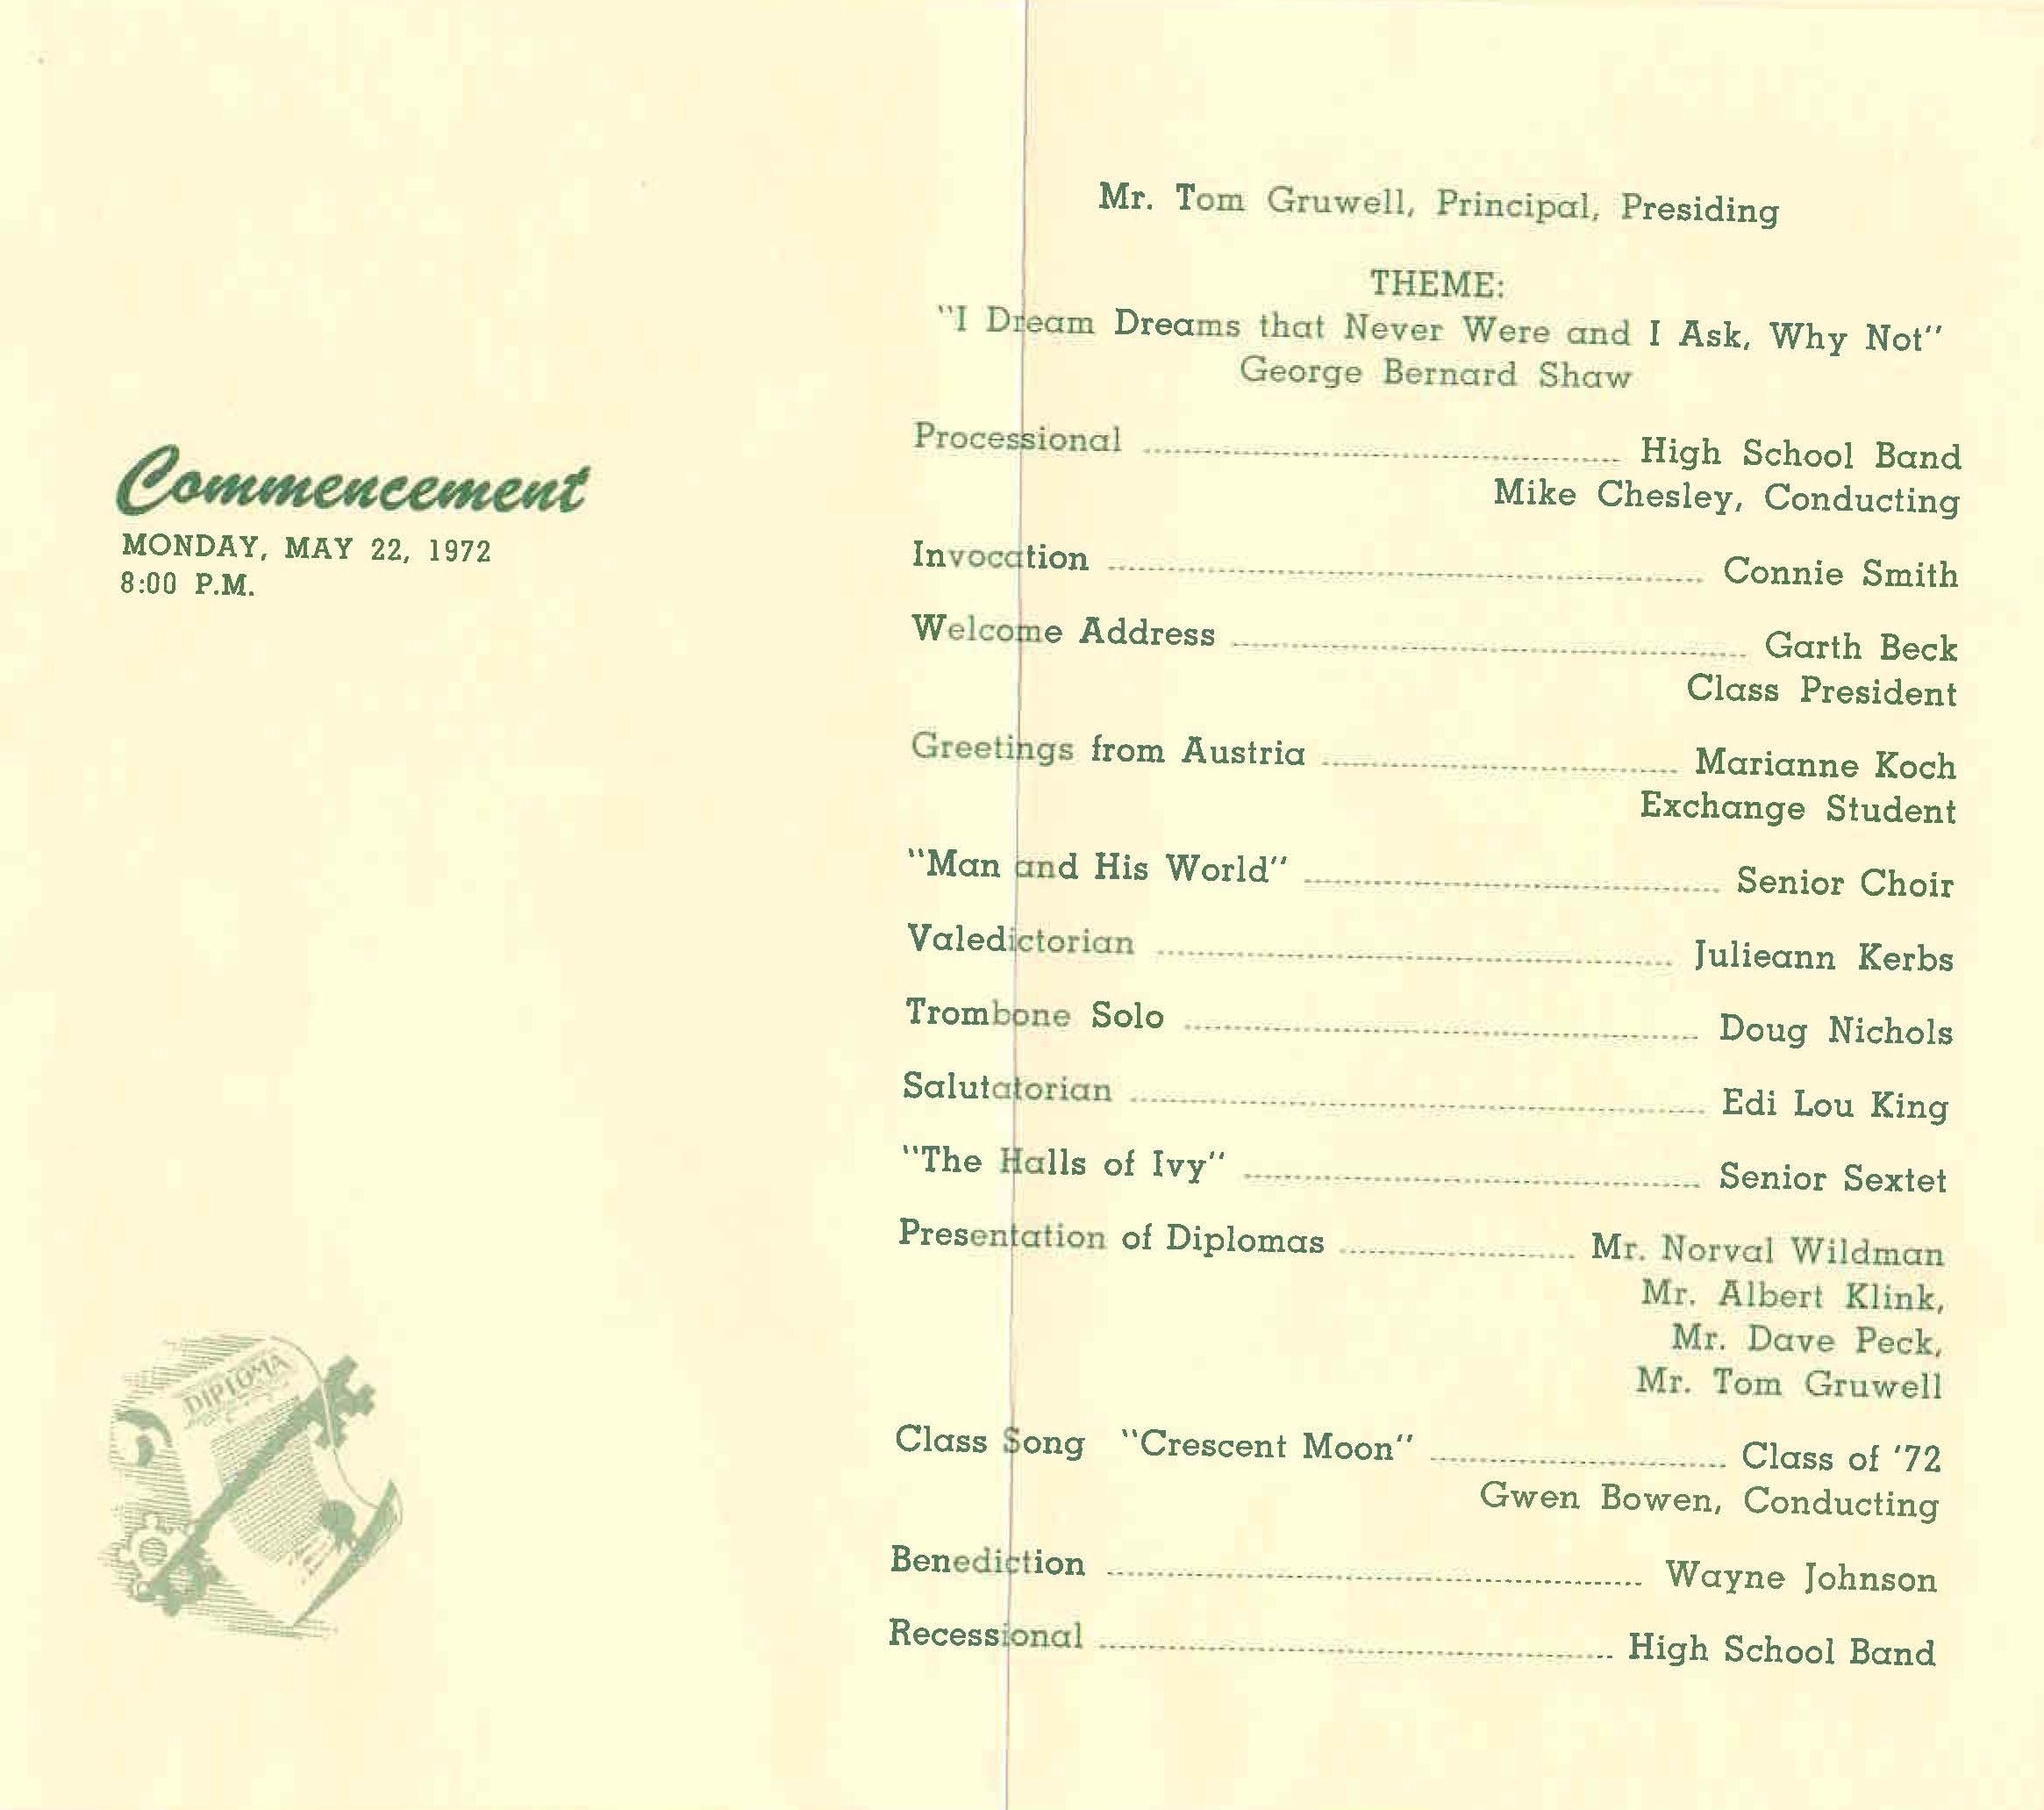 Commencement
MONDAY, MAY 22, 1972
8:00 P.M.
DIPLOMA
Mr. Tom Gruwell, Principal, Presiding
THEME:
"I Dream Dreams that Never Were and I Ask, Why Not"
George Bernard Shaw
Processional ........ High School Band
Mike Chesley, Conducting
Invocation ........ Connie Smith
Welcome Address ........ Garth Beck
Class President
Greetings from Austria ........ Marianne Koch
Exchange Student
"Man and His World" ........ Senior Choir
Valedictorian ........ Julieann Kerbs
Trombone Solo ........ Doug Nichols
Salutatorian ........ Edi Lou King
"The Halls of Ivy" ........ Senior Sextet
Presentation of Diplomas ........ Mr. Norval Wildman
Mr. Albert Klink,
Mr. Dave Peck,
Mr. Tom Gruwell
Class Song "Crescent Moon" ........ Class of '72
Gwen Bowen, Conducting
Benediction ........ Wayne Johnson
Recessional ........ High School Band